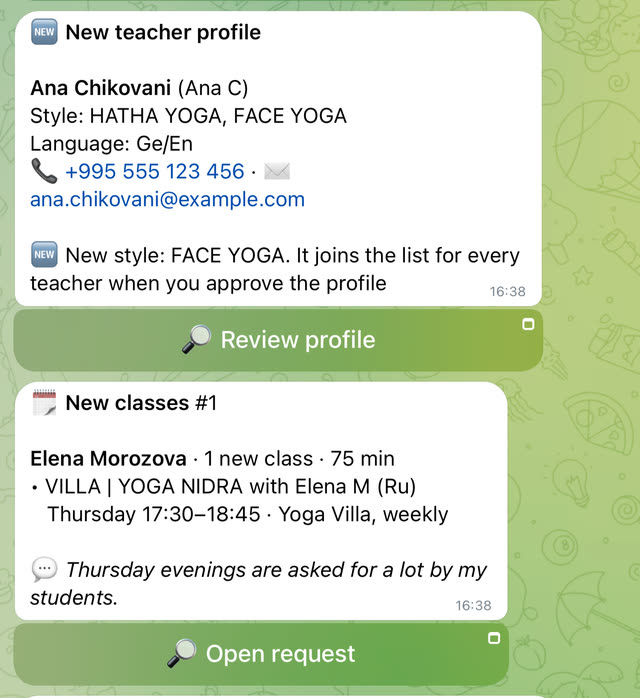 🆕 New teacher profile
Ana Chikovani (Ana C)
Style: HATHA YOGA, FACE YOGA
Language: Ge/En
📞 +995 555 123 456 · ✉️
ana.chikovani@example.com
🆕 New style: FACE YOGA. It joins the list for every
teacher when you approve the profile
16:38
🔎 Review profile
🗓 New classes #1
Elena Morozova · 1 new class · 75 min
• VILLA | YOGA NIDRA with Elena M (Ru)
Thursday 17:30–18:45 · Yoga Villa, weekly
💬 Thursday evenings are asked for a lot by my
students.
16:38
🔎 Open request